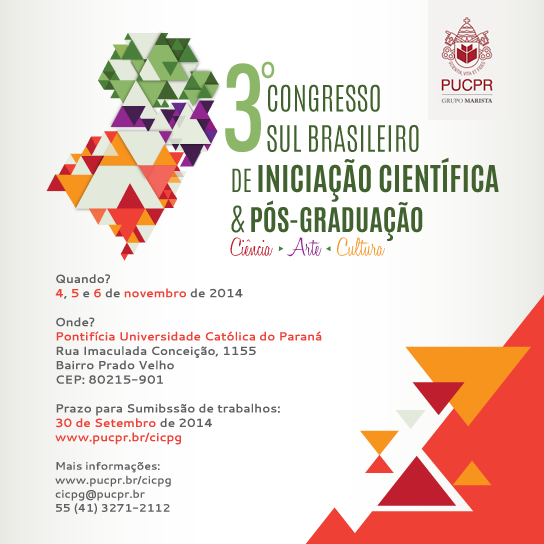 PUCPR
GRUPO MARISTA
3º CONGRESSO
SUL BRASILEIRO
DE INICIAÇÃO CIENTÍFICA
& PÓS-GRADUAÇÃO
Ciência Arte Cultura
Quando?
4, 5 e 6 de novembro de 2014
Onde?
Pontifícia Universidade Católica do Paraná
Rua Imaculada Conceição, 1155
Bairro Prado Velho
CEP: 80215-901
Prazo para Sumibssão de trabalhos:
30 de Setembro de 2014
www.pucpr.br/cicpg
Mais informações:
www.pucpr.br/cicpg
cicpg@pucpr.br
55 (41) 3271-2112